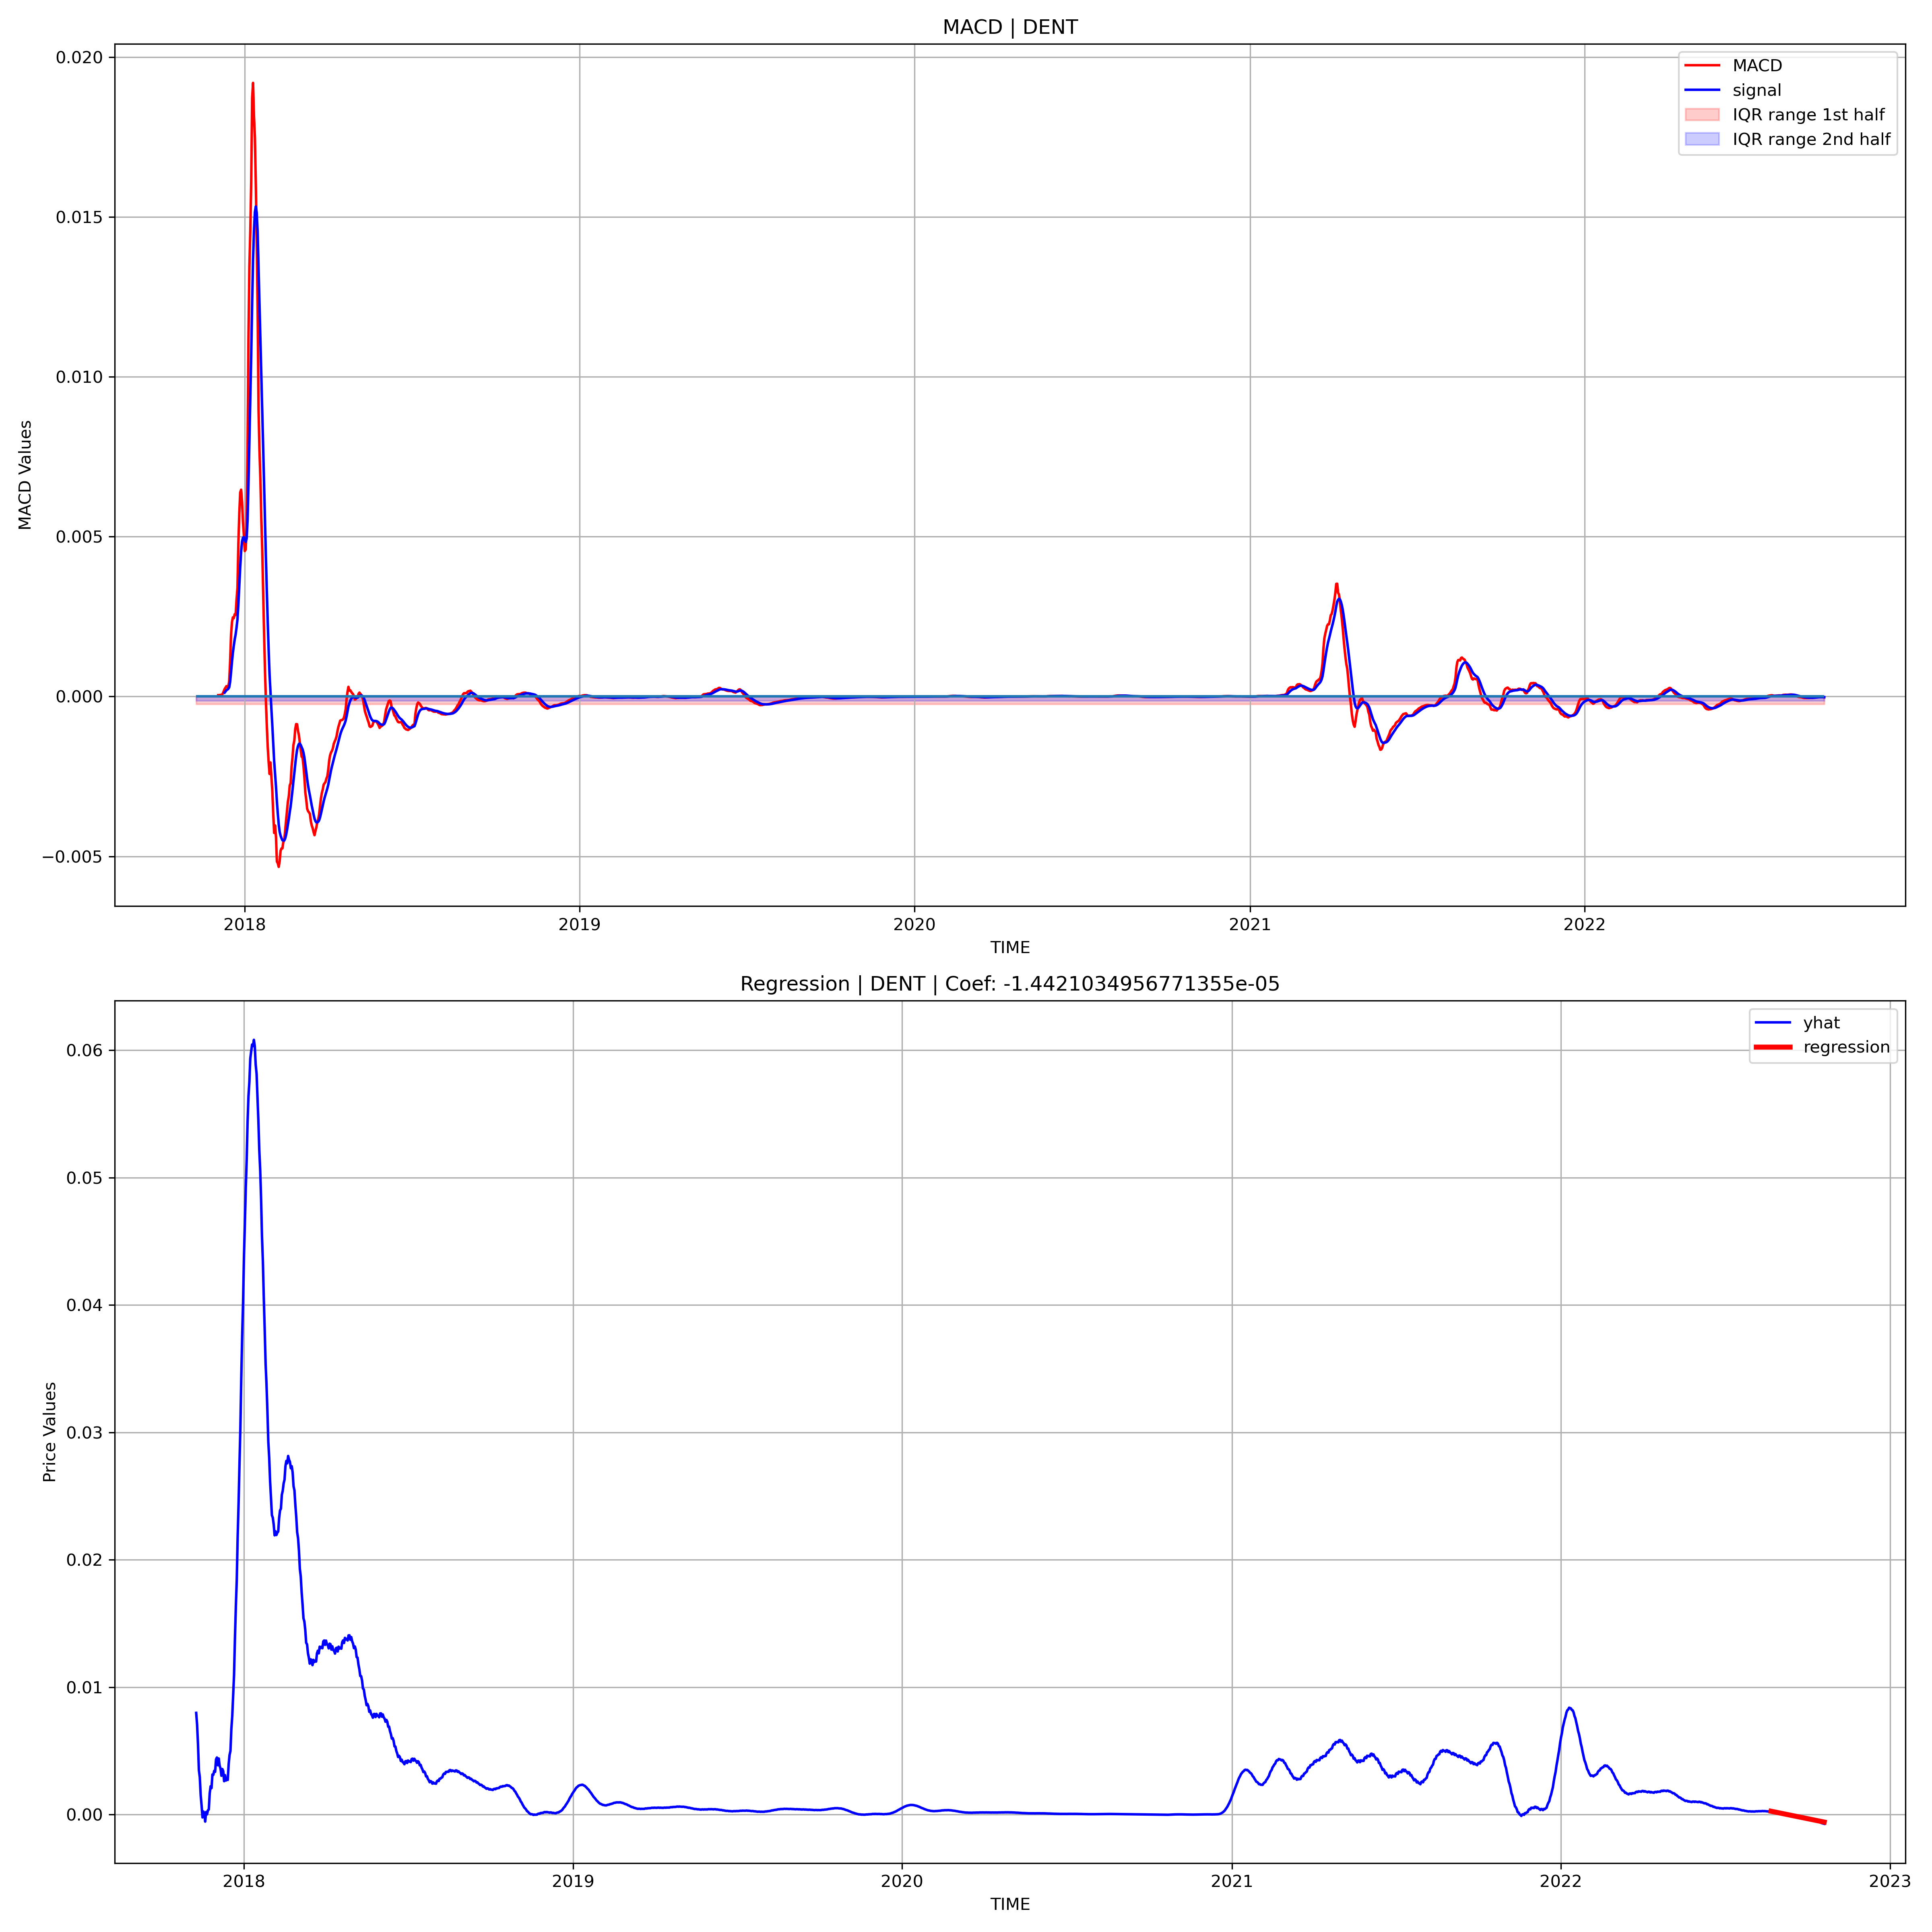 MACD | DENT
0.020
0.015
0.010
0.005
0.000
−0.005
MACD Values
MACD
signal
IQR range 1st half
IQR range 2nd half
2018
2019
2020
2021
2022
TIME
Regression | DENT | Coef: -1.4421034956771355e-05
0.06
0.05
0.04
0.03
0.02
0.01
0.00
Price Values
yhat
regression
2018
2019
2020
2021
2022
2023
TIME